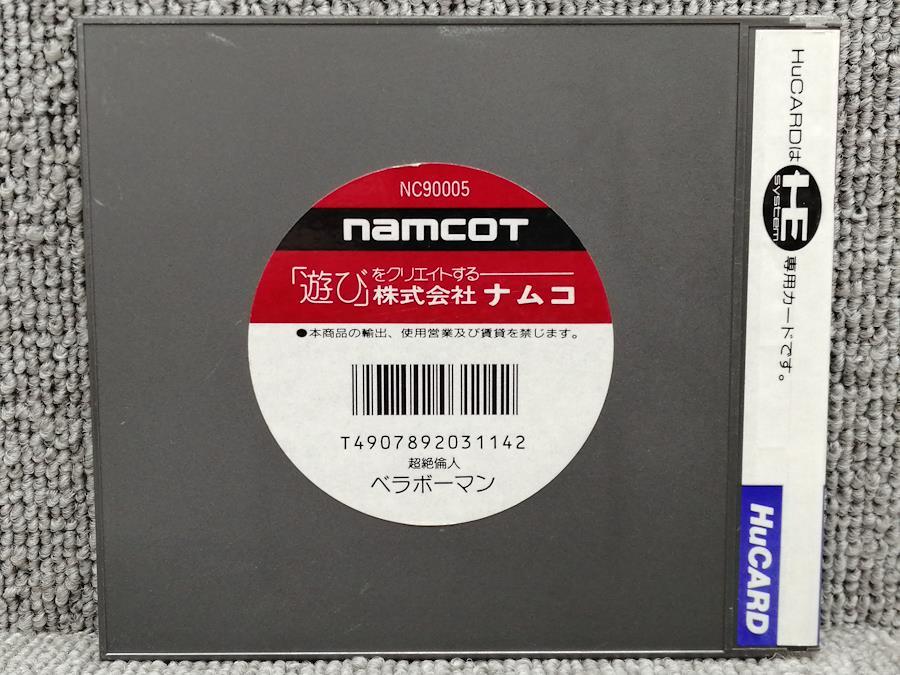 NC90005
namcoT
「遊び」をクリエイトする
株式会社ナムコ
●本商品の輸出、使用営業及び賃貸を禁じます。
T4907892031142
超絶倫人
ベラボーマン
HuCARDは HE system 専用カードです。
HuCARD